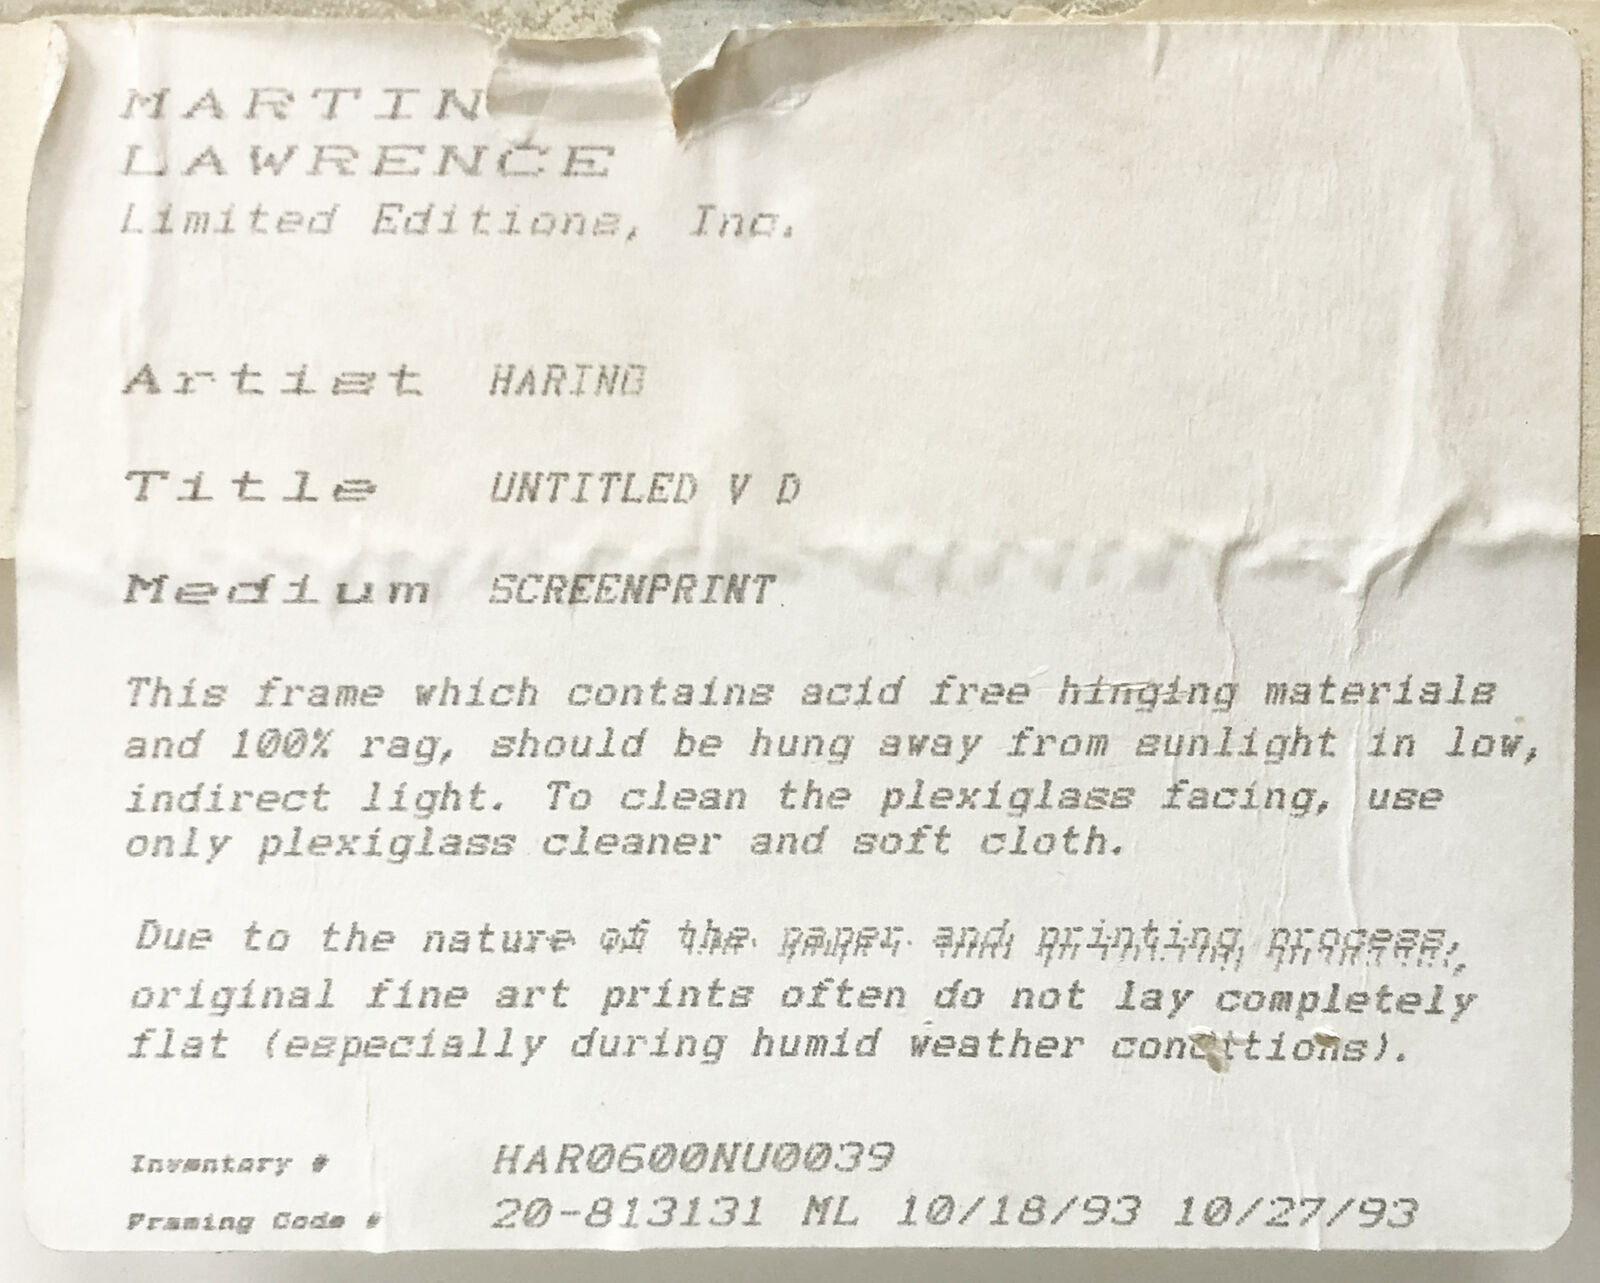 MARTIN
LAWRENCE
Limited Editions, Inc.
Artist HARING
Title UNTITLED V D
Medium SCREENPRINT
This frame which contains acid free hinging materials
and 100% rag, should be hung away from sunlight in low,
indirect light. To clean the plexiglass facing, use
only plexiglass cleaner and soft cloth.
Due to the nature of the paper and printing process,
original fine art prints often do not lay completely
flat (especially during humid weather conditions).
Inventory # HAR0600NU0039
Framing Code # 20-813131 ML 10/18/93 10/27/93